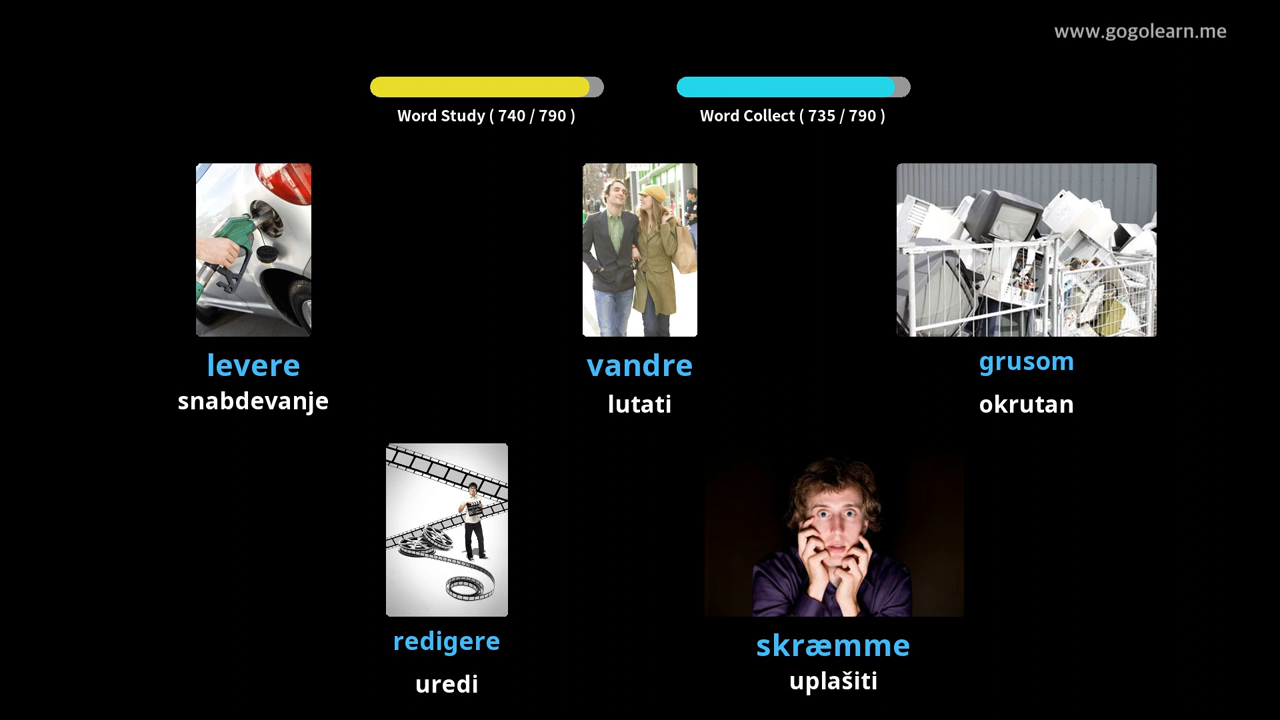 www.gogolearn.me
Word Study ( 740 / 790 )
Word Collect ( 735 / 790 )
levere
snabdevanje
vandre
lutati
grusom
okrutan
redigere
uredi
skræmme
uplašiti